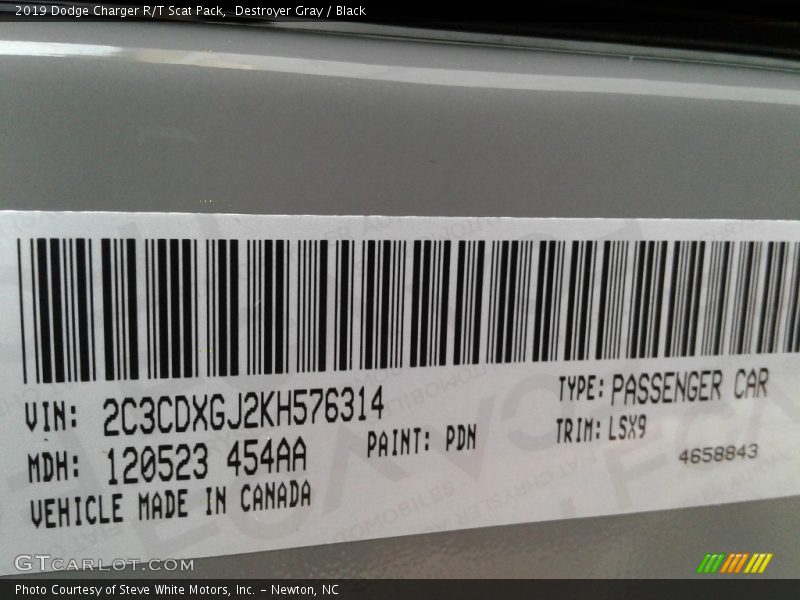 2019 Dodge Charger R/T Scat Pack, Destroyer Gray / Black
VIN: 2C3CDXGJ2KH576314
TYPE: PASSENGER CAR
MDH: 120523 454AA
PAINT: PDN
TRIM: LSX9
4658843
VEHICLE MADE IN CANADA
GTCARLOT.COM
Photo Courtesy of Steve White Motors, Inc. - Newton, NC